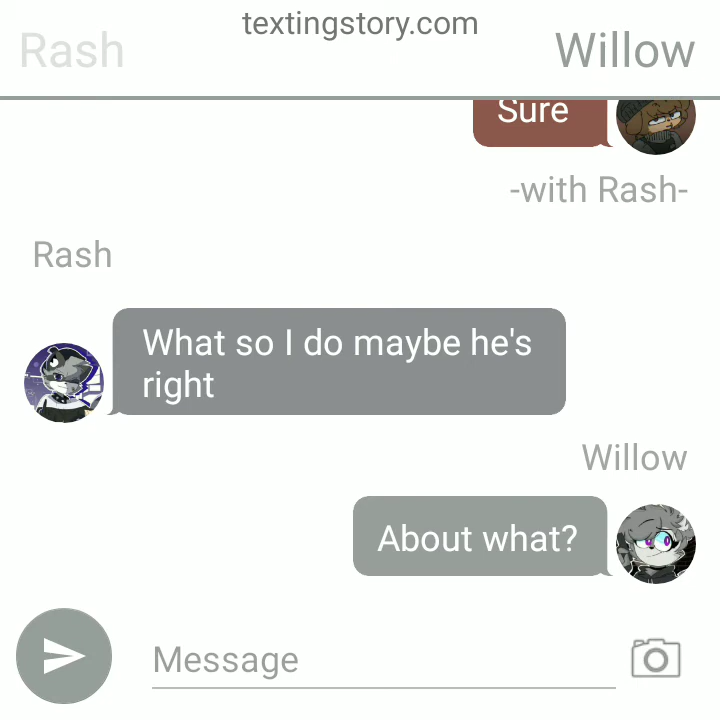 textingstory.com
Rash
Willow
Sure
-with Rash-
Rash
What so I do maybe he's
right
Willow
About what?
Message